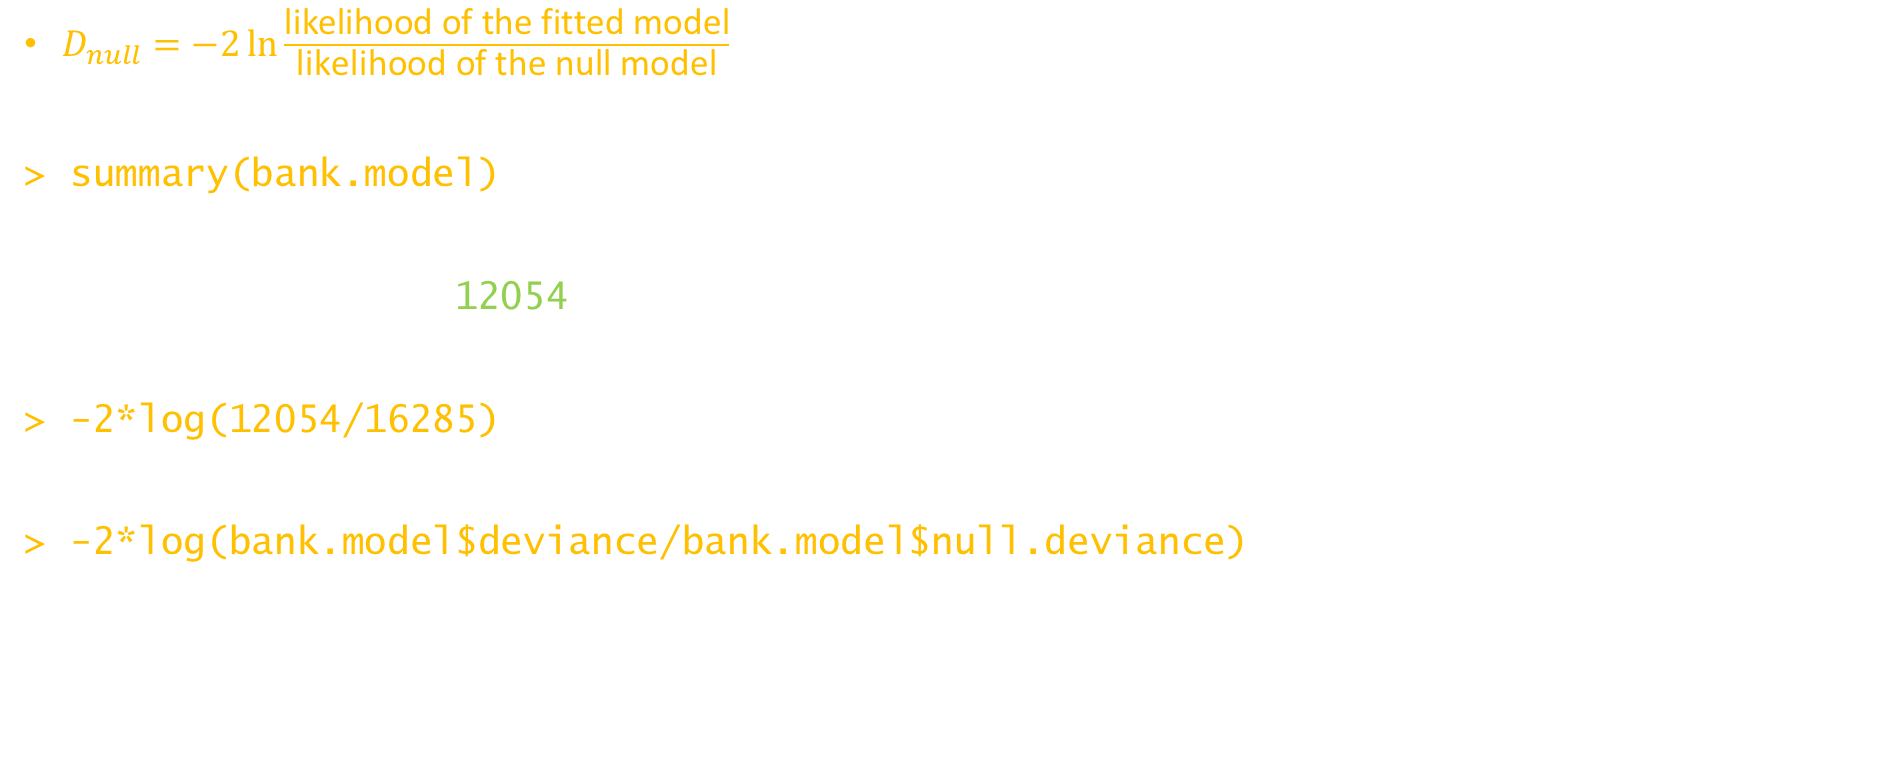 • D_null = −2 ln (likelihood of the fitted model / likelihood of the null model)
> summary(bank.model)
12054
> -2*log(12054/16285)
> -2*log(bank.model$deviance/bank.model$null.deviance)